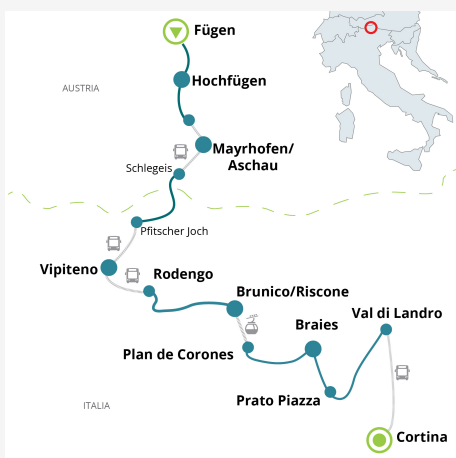 Fügen
Hochfügen
AUSTRIA
Mayrhofen/
Aschau
Schlegeis
Pfitscher Joch
Vipiteno
Rodengo
Brunico/Riscone
Val di Landro
Braies
Plan de Corones
Prato Piazza
ITALIA
Cortina